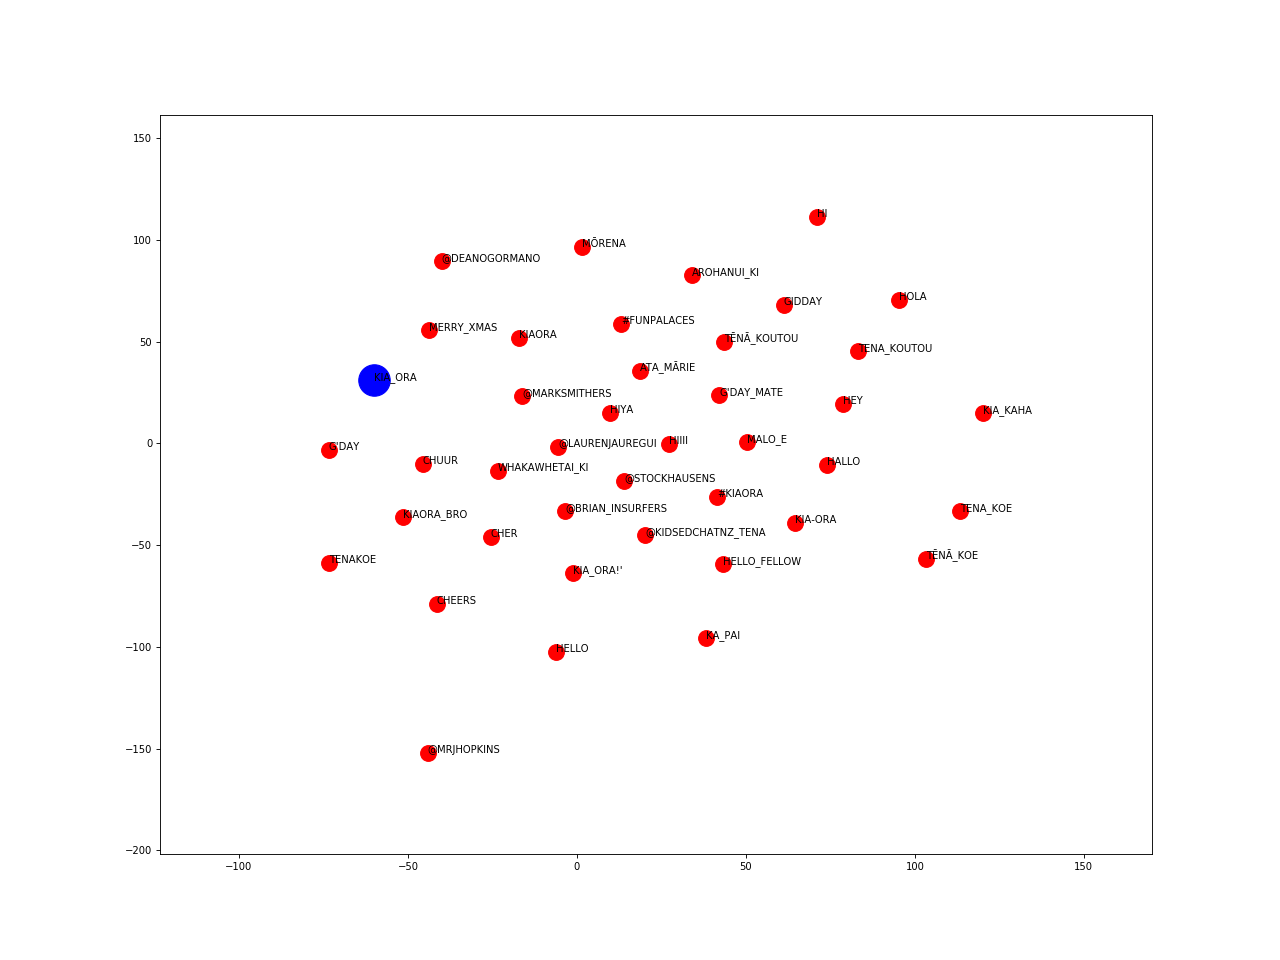 150
100
50
0
−50
−100
−150
−200
HI
MŌRENA
@DEANOGORMANO
AROHANUI_KI
GIDDAY
HOLA
#FUNPALACES
MERRY_XMAS
KIAORA
TĒNĀ_KOUTOU
TENA_KOUTOU
ATA_MĀRIE
KIA_ORA
@MARKSMITHERS
G'DAY_MATE
HEY
HIYA
KIA_KAHA
G'DAY
@LAURENJAUREGUI
HIIII
MALO_E
CHUUR
WHAKAWHETAI_KI
HALLO
@STOCKHAUSENS
#KIAORA
KIAORA_BRO
@BRIAN_INSURFERS
KIA-ORA
TENA_KOE
CHER
@KIDSEDCHATNZ_TENA
TENAKOE
KIA_ORA!'
HELLO_FELLOW
TĒNĀ_KOE
CHEERS
HELLO
KA_PAI
@MRJHOPKINS
−100 −50 0 50 100 150